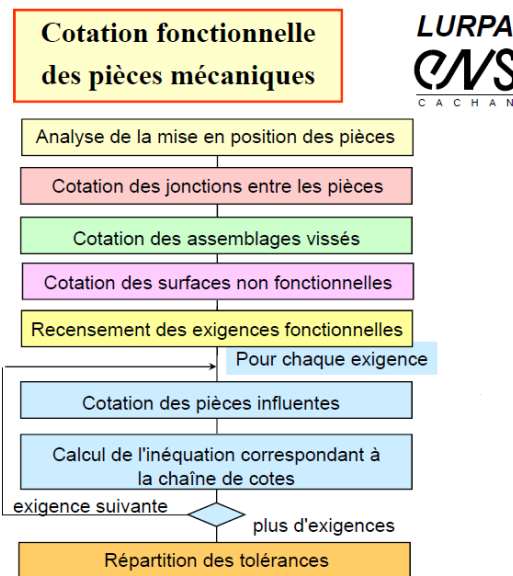 Cotation fonctionnelle
des pièces mécaniques
LURPA
ENS
CACHAN
Analyse de la mise en position des pièces
Cotation des jonctions entre les pièces
Cotation des assemblages vissés
Cotation des surfaces non fonctionnelles
Recensement des exigences fonctionnelles
Pour chaque exigence
Cotation des pièces influentes
Calcul de l'inéquation correspondant à
la chaîne de cotes
exigence suivante
plus d'exigences
Répartition des tolérances